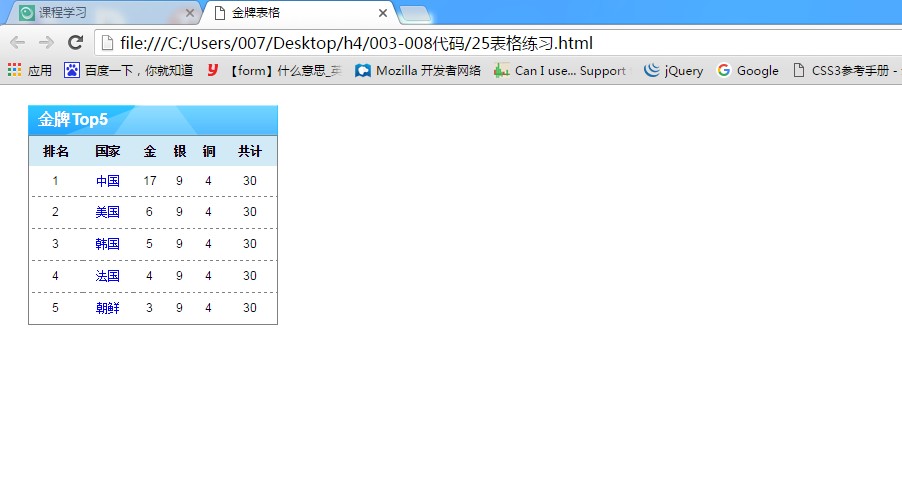 课程学习 金牌表格
file:///C:/Users/007/Desktop/h4/003-008代码/25表格练习.html
应用 百度一下，你就知道 【form】什么意思_英 Mozilla 开发者网络 Can I use... Support jQuery Google CSS3参考手册 -
金牌Top5
排名 国家 金 银 铜 共计
1 中国 17 9 4 30
2 美国 6 9 4 30
3 韩国 5 9 4 30
4 法国 4 9 4 30
5 朝鲜 3 9 4 30